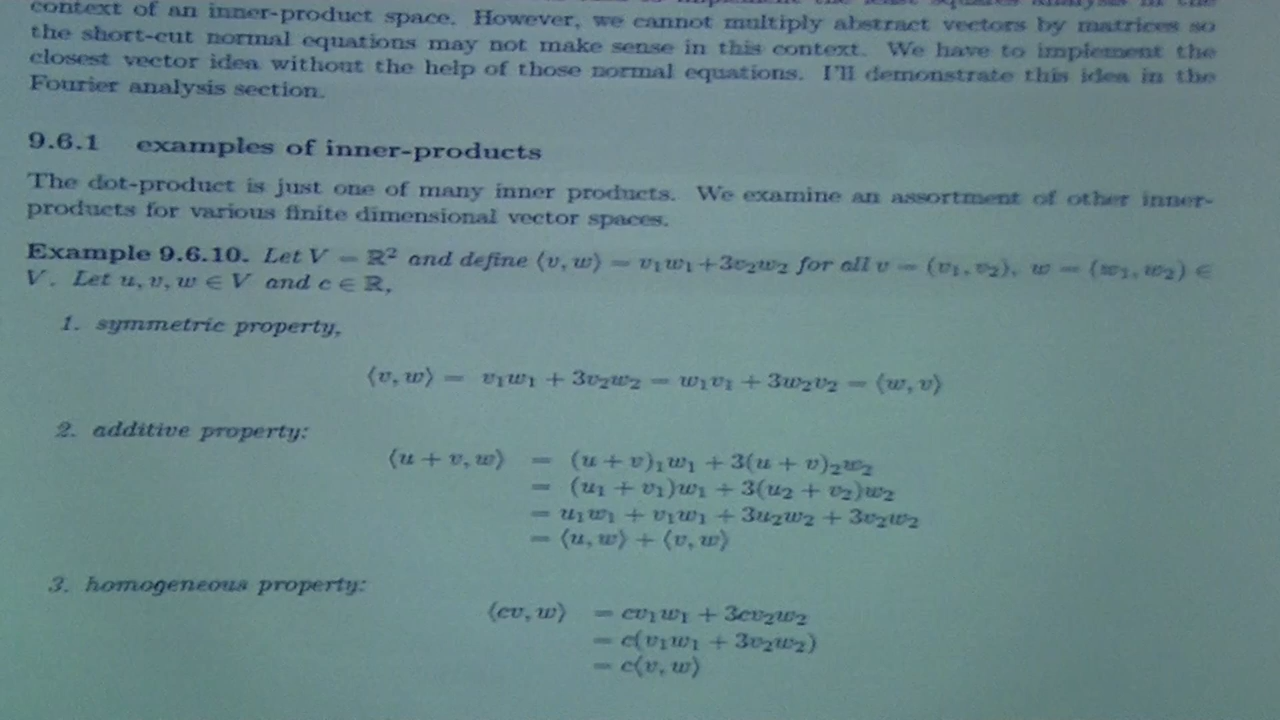 context of an inner-product space. However, we cannot multiply abstract vectors by matrices so
the short-cut normal equations may not make sense in this context. We have to implement the
closest vector idea without the help of those normal equations. I'll demonstrate this idea in the
Fourier analysis section.
9.6.1 examples of inner-products
The dot-product is just one of many inner products. We examine an assortment of other inner-
products for various finite dimensional vector spaces.
Example 9.6.10. Let V = ℝ² and define ⟨v, w⟩ = v₁w₁+3v₂w₂ for all v = (v₁, v₂), w = (w₁, w₂) ∈
V. Let u, v, w ∈ V and c ∈ ℝ,
1. symmetric property,
⟨v, w⟩ = v₁w₁ + 3v₂w₂ = w₁v₁ + 3w₂v₂ = ⟨w, v⟩
2. additive property:
⟨u + v, w⟩ = (u + v)₁w₁ + 3(u + v)₂w₂
= (u₁ + v₁)w₁ + 3(u₂ + v₂)w₂
= u₁w₁ + v₁w₁ + 3u₂w₂ + 3v₂w₂
= ⟨u, w⟩ + ⟨v, w⟩
3. homogeneous property:
⟨cv, w⟩ = cv₁w₁ + 3cv₂w₂
= c(v₁w₁ + 3v₂w₂)
= c⟨v, w⟩